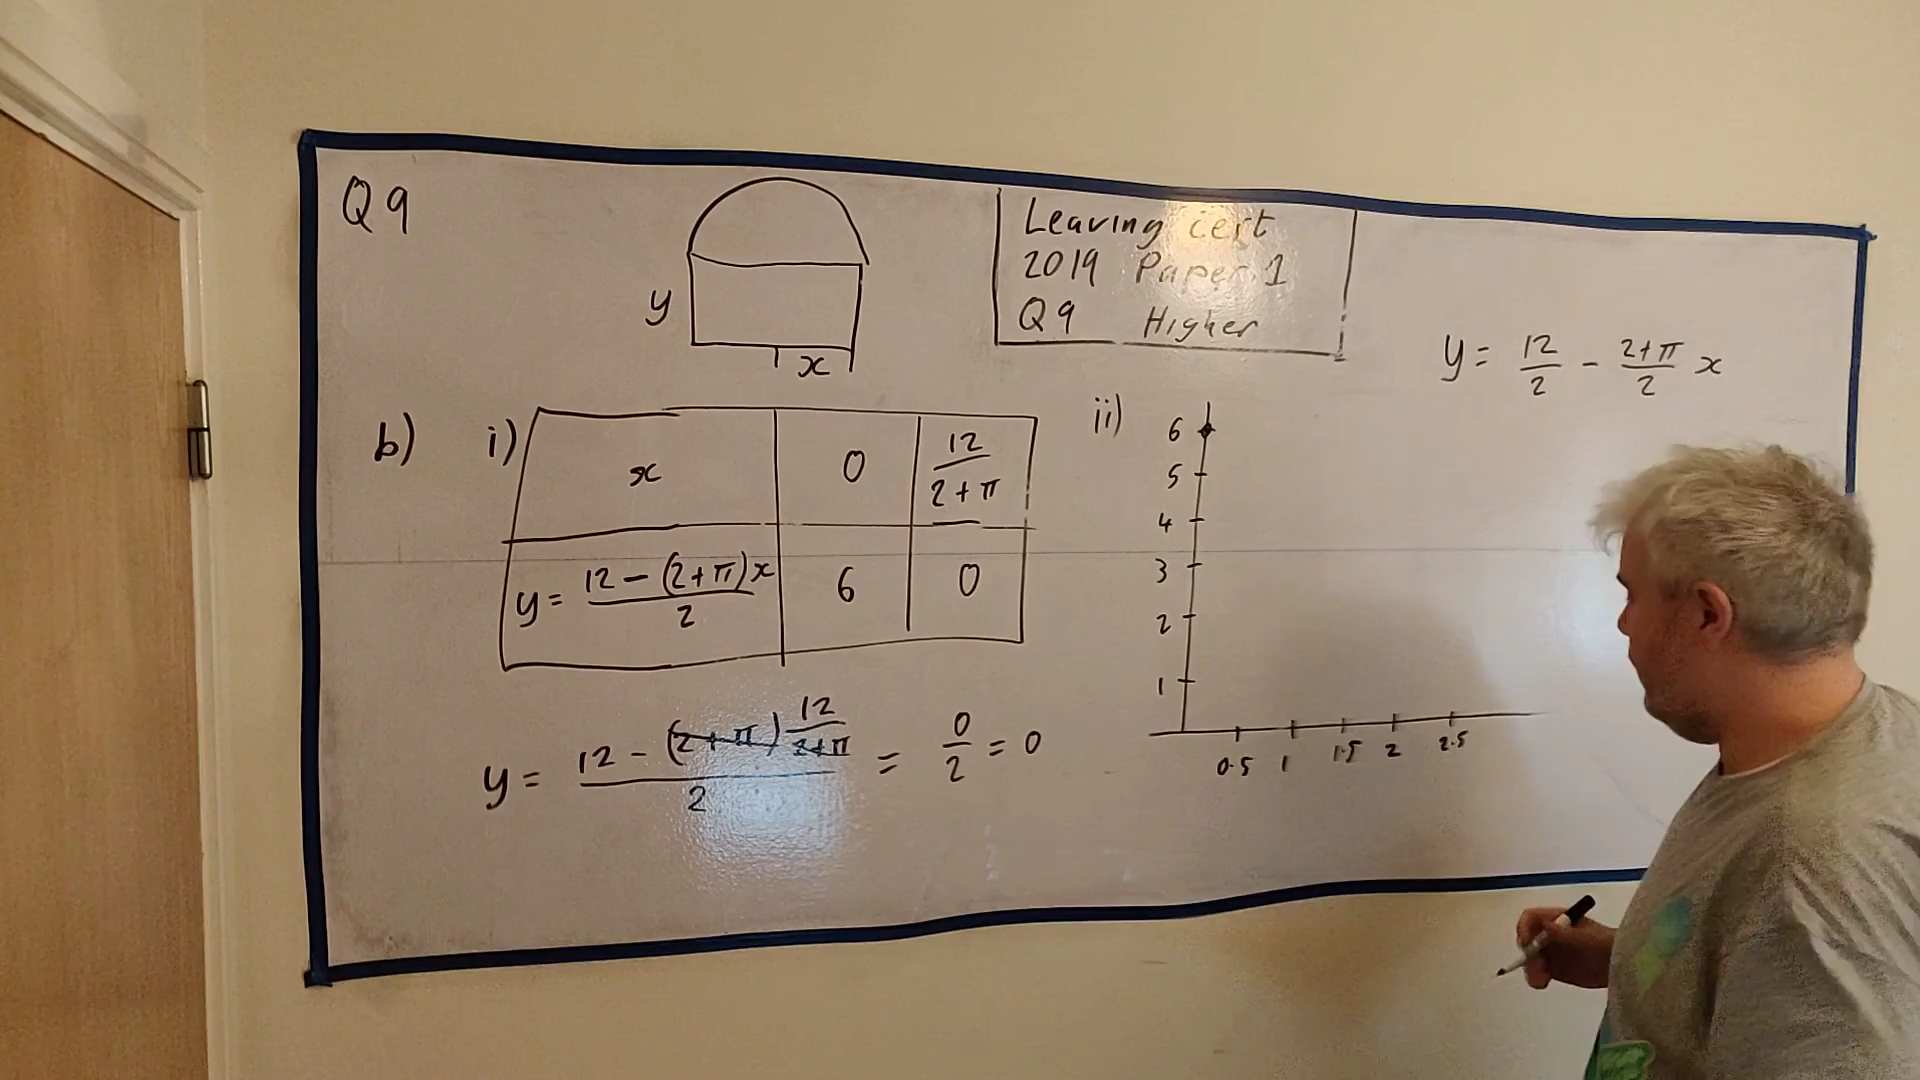 Q9
y
x
Leaving cert
2019 Paper 1
Q9 Higher
y = 12/2 - (2+π)/2 x
b) i)
x | 0 | 12/(2+π)
y = (12-(2+π)x)/2 | 6 | 0
y = (12-(2+π) 12/(2+π))/2 = 0/2 = 0
ii)
6
5
4
3
2
1
0.5 1 1.5 2 2.5